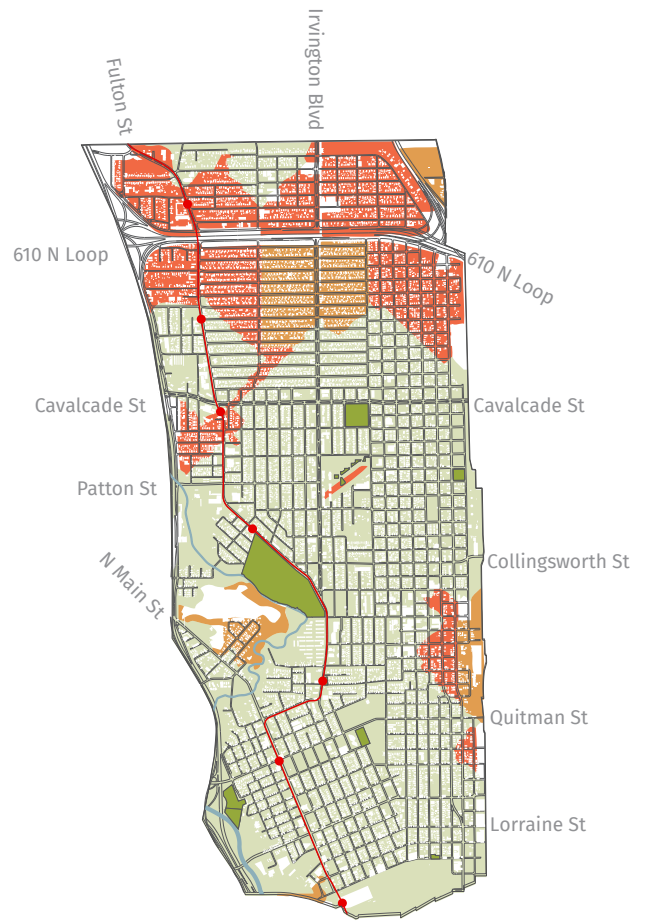 Fulton St
Irvington Blvd
610 N Loop
610 N Loop
Cavalcade St
Cavalcade St
Patton St
N Main St
Collingsworth St
Quitman St
Lorraine St